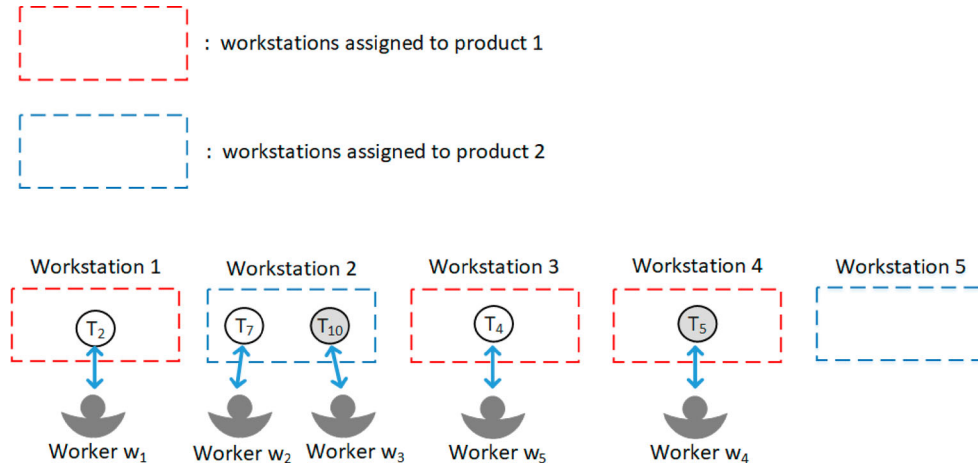 : workstations assigned to product 1
: workstations assigned to product 2
Workstation 1 Workstation 2 Workstation 3 Workstation 4 Workstation 5
T₂ T₇ T₁₀ T₄ T₅
Worker w₁ Worker w₂ Worker w₃ Worker w₅ Worker w₄